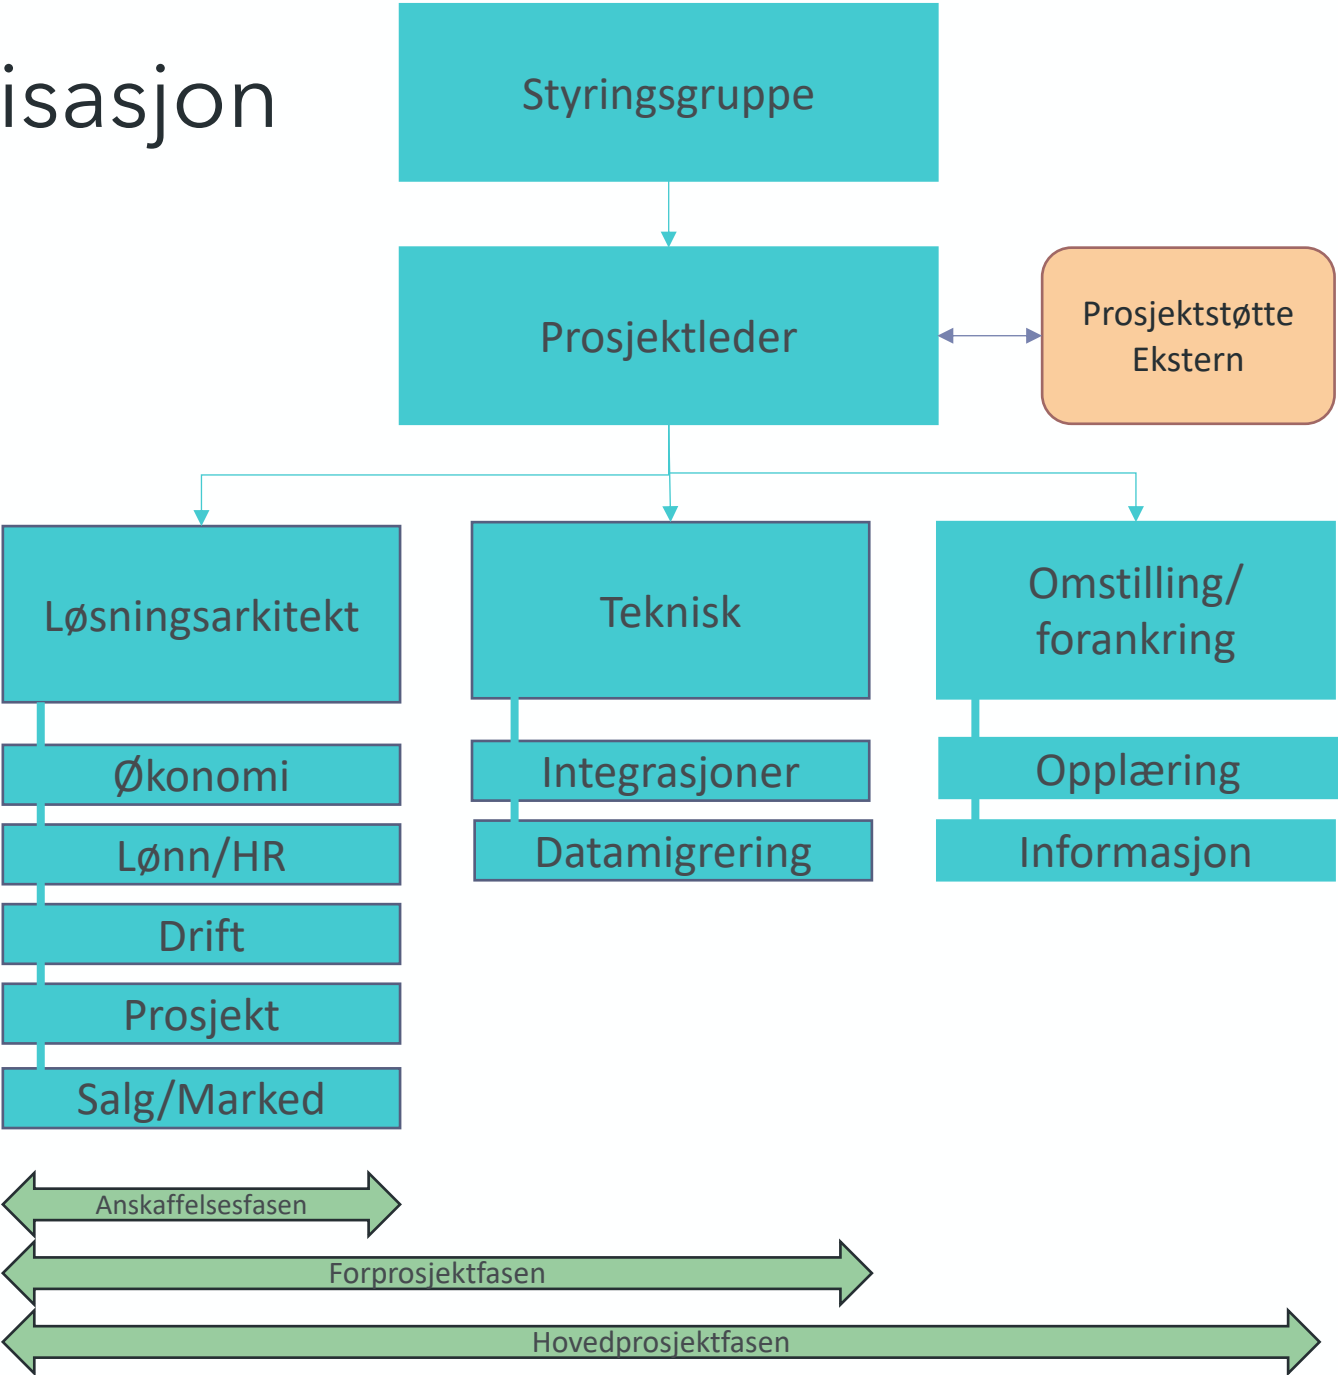 isasjon
Styringsgruppe
Prosjektleder
Prosjektstøtte
Ekstern
Løsningsarkitekt
Teknisk
Omstilling/
forankring
Økonomi
Integrasjoner
Opplæring
Lønn/HR
Datamigrering
Informasjon
Drift
Prosjekt
Salg/Marked
Anskaffelsesfasen
Forprosjektfasen
Hovedprosjektfasen